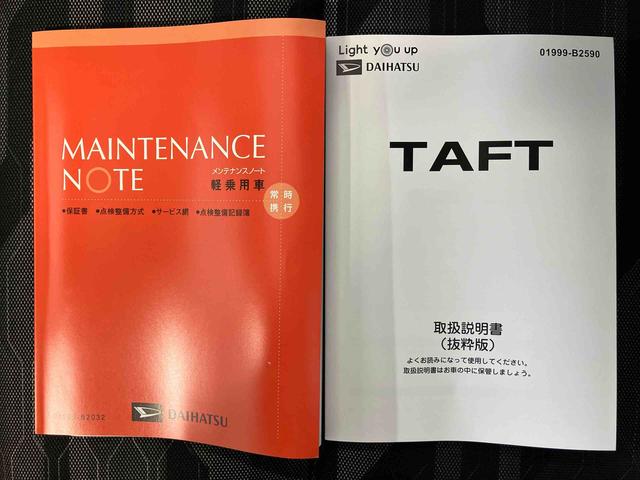 MAINTENANCE
NOTE
メンテナンスノート
軽乗用車
常時
携行
●保証書 ●点検整備方式 ●サービス網 ●点検整備記録簿
B2032
DAIHATSU
Light you up
DAIHATSU
01999-B2590
TAFT
取扱説明書
(抜粋版)
よくお読みになって使用してください。
取扱説明書はお車の中に保管しましょう。